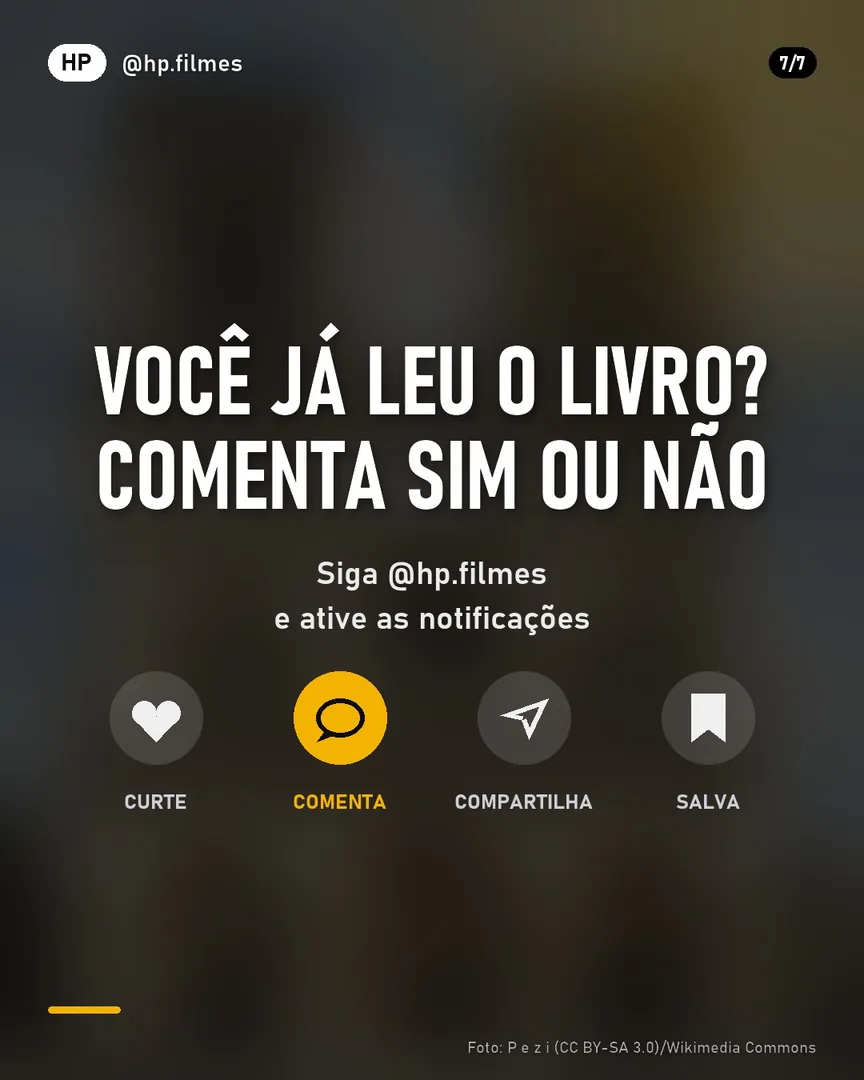 HP @hp.filmes 7/7
VOCÊ JÁ LEU O LIVRO?
COMENTA SIM OU NÃO
Siga @hp.filmes
e ative as notificações
CURTE COMENTA COMPARTILHA SALVA
Foto: P e z i (CC BY-SA 3.0)/Wikimedia Commons